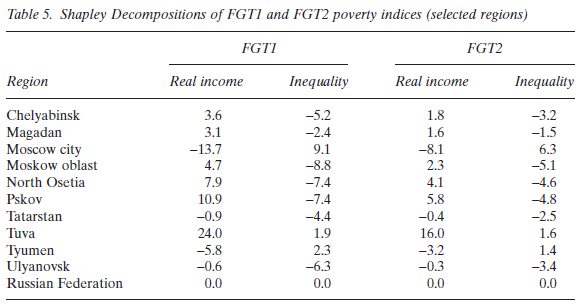 Table 5. Shapley Decompositions of FGT1 and FGT2 poverty indices (selected regions)
FGT1 FGT2
Region Real income Inequality Real income Inequality
Chelyabinsk 3.6 –5.2 1.8 –3.2
Magadan 3.1 –2.4 1.6 –1.5
Moscow city –13.7 9.1 –8.1 6.3
Moskow oblast 4.7 –8.8 2.3 –5.1
North Osetia 7.9 –7.4 4.1 –4.6
Pskov 10.9 –7.4 5.8 –4.8
Tatarstan –0.9 –4.4 –0.4 –2.5
Tuva 24.0 1.9 16.0 1.6
Tyumen –5.8 2.3 –3.2 1.4
Ulyanovsk –0.6 –6.3 –0.3 –3.4
Russian Federation 0.0 0.0 0.0 0.0